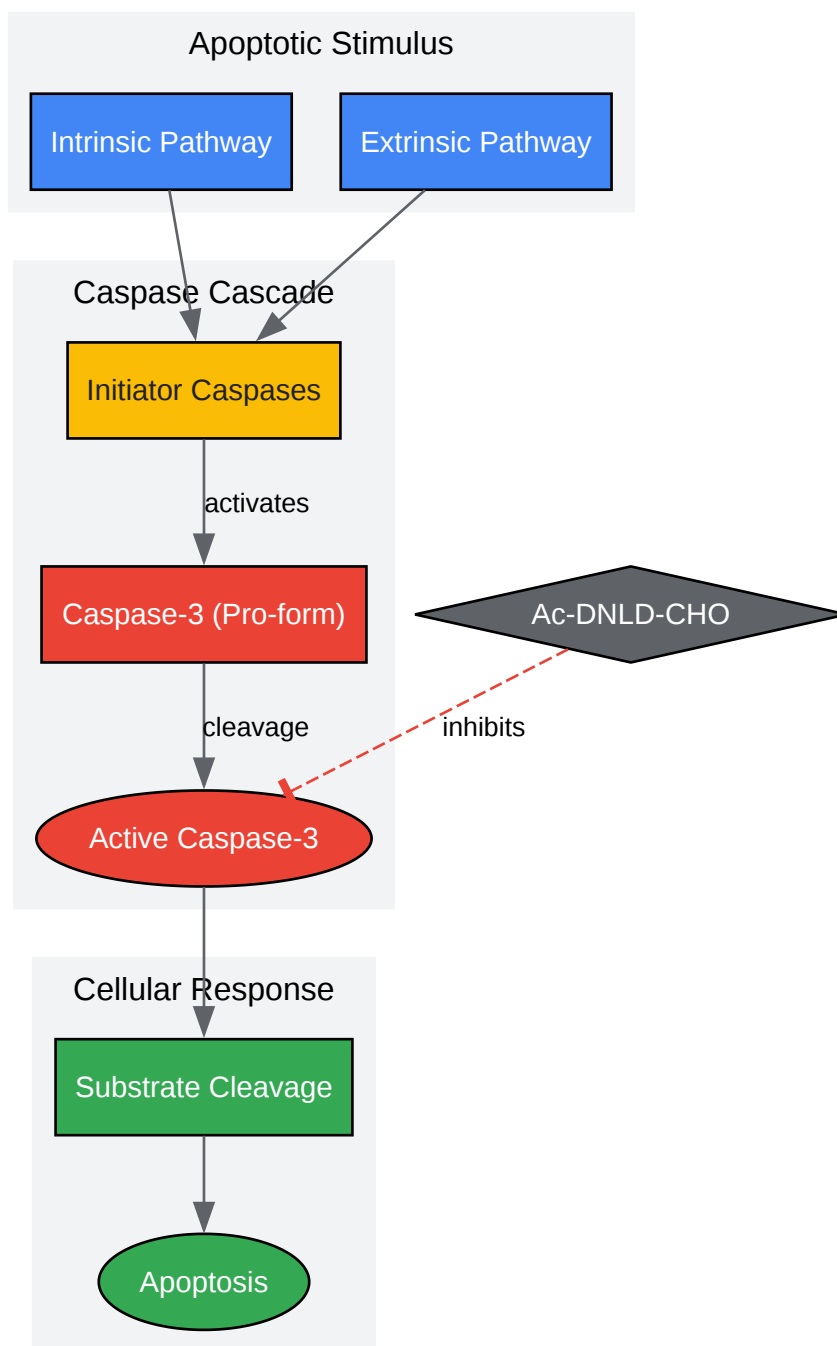 Apoptotic Stimulus
Intrinsic Pathway
Extrinsic Pathway
Caspase Cascade
Initiator Caspases
activates
Caspase-3 (Pro-form)
Ac-DNLD-CHO
cleavage
inhibits
Active Caspase-3
Cellular Response
Substrate Cleavage
Apoptosis